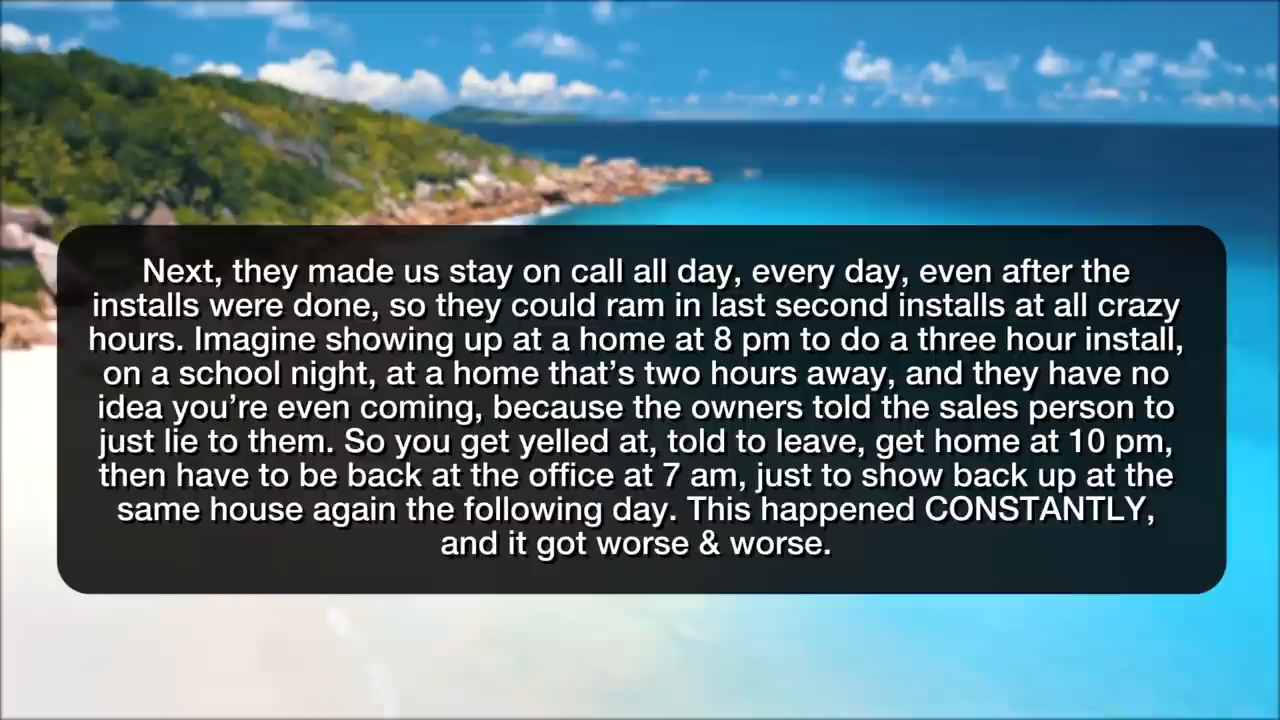 Next, they made us stay on call all day, every day, even after the
installs were done, so they could ram in last second installs at all crazy
hours. Imagine showing up at a home at 8 pm to do a three hour install,
on a school night, at a home that’s two hours away, and they have no
idea you’re even coming, because the owners told the sales person to
just lie to them. So you get yelled at, told to leave, get home at 10 pm,
then have to be back at the office at 7 am, just to show back up at the
same house again the following day. This happened CONSTANTLY,
and it got worse & worse.